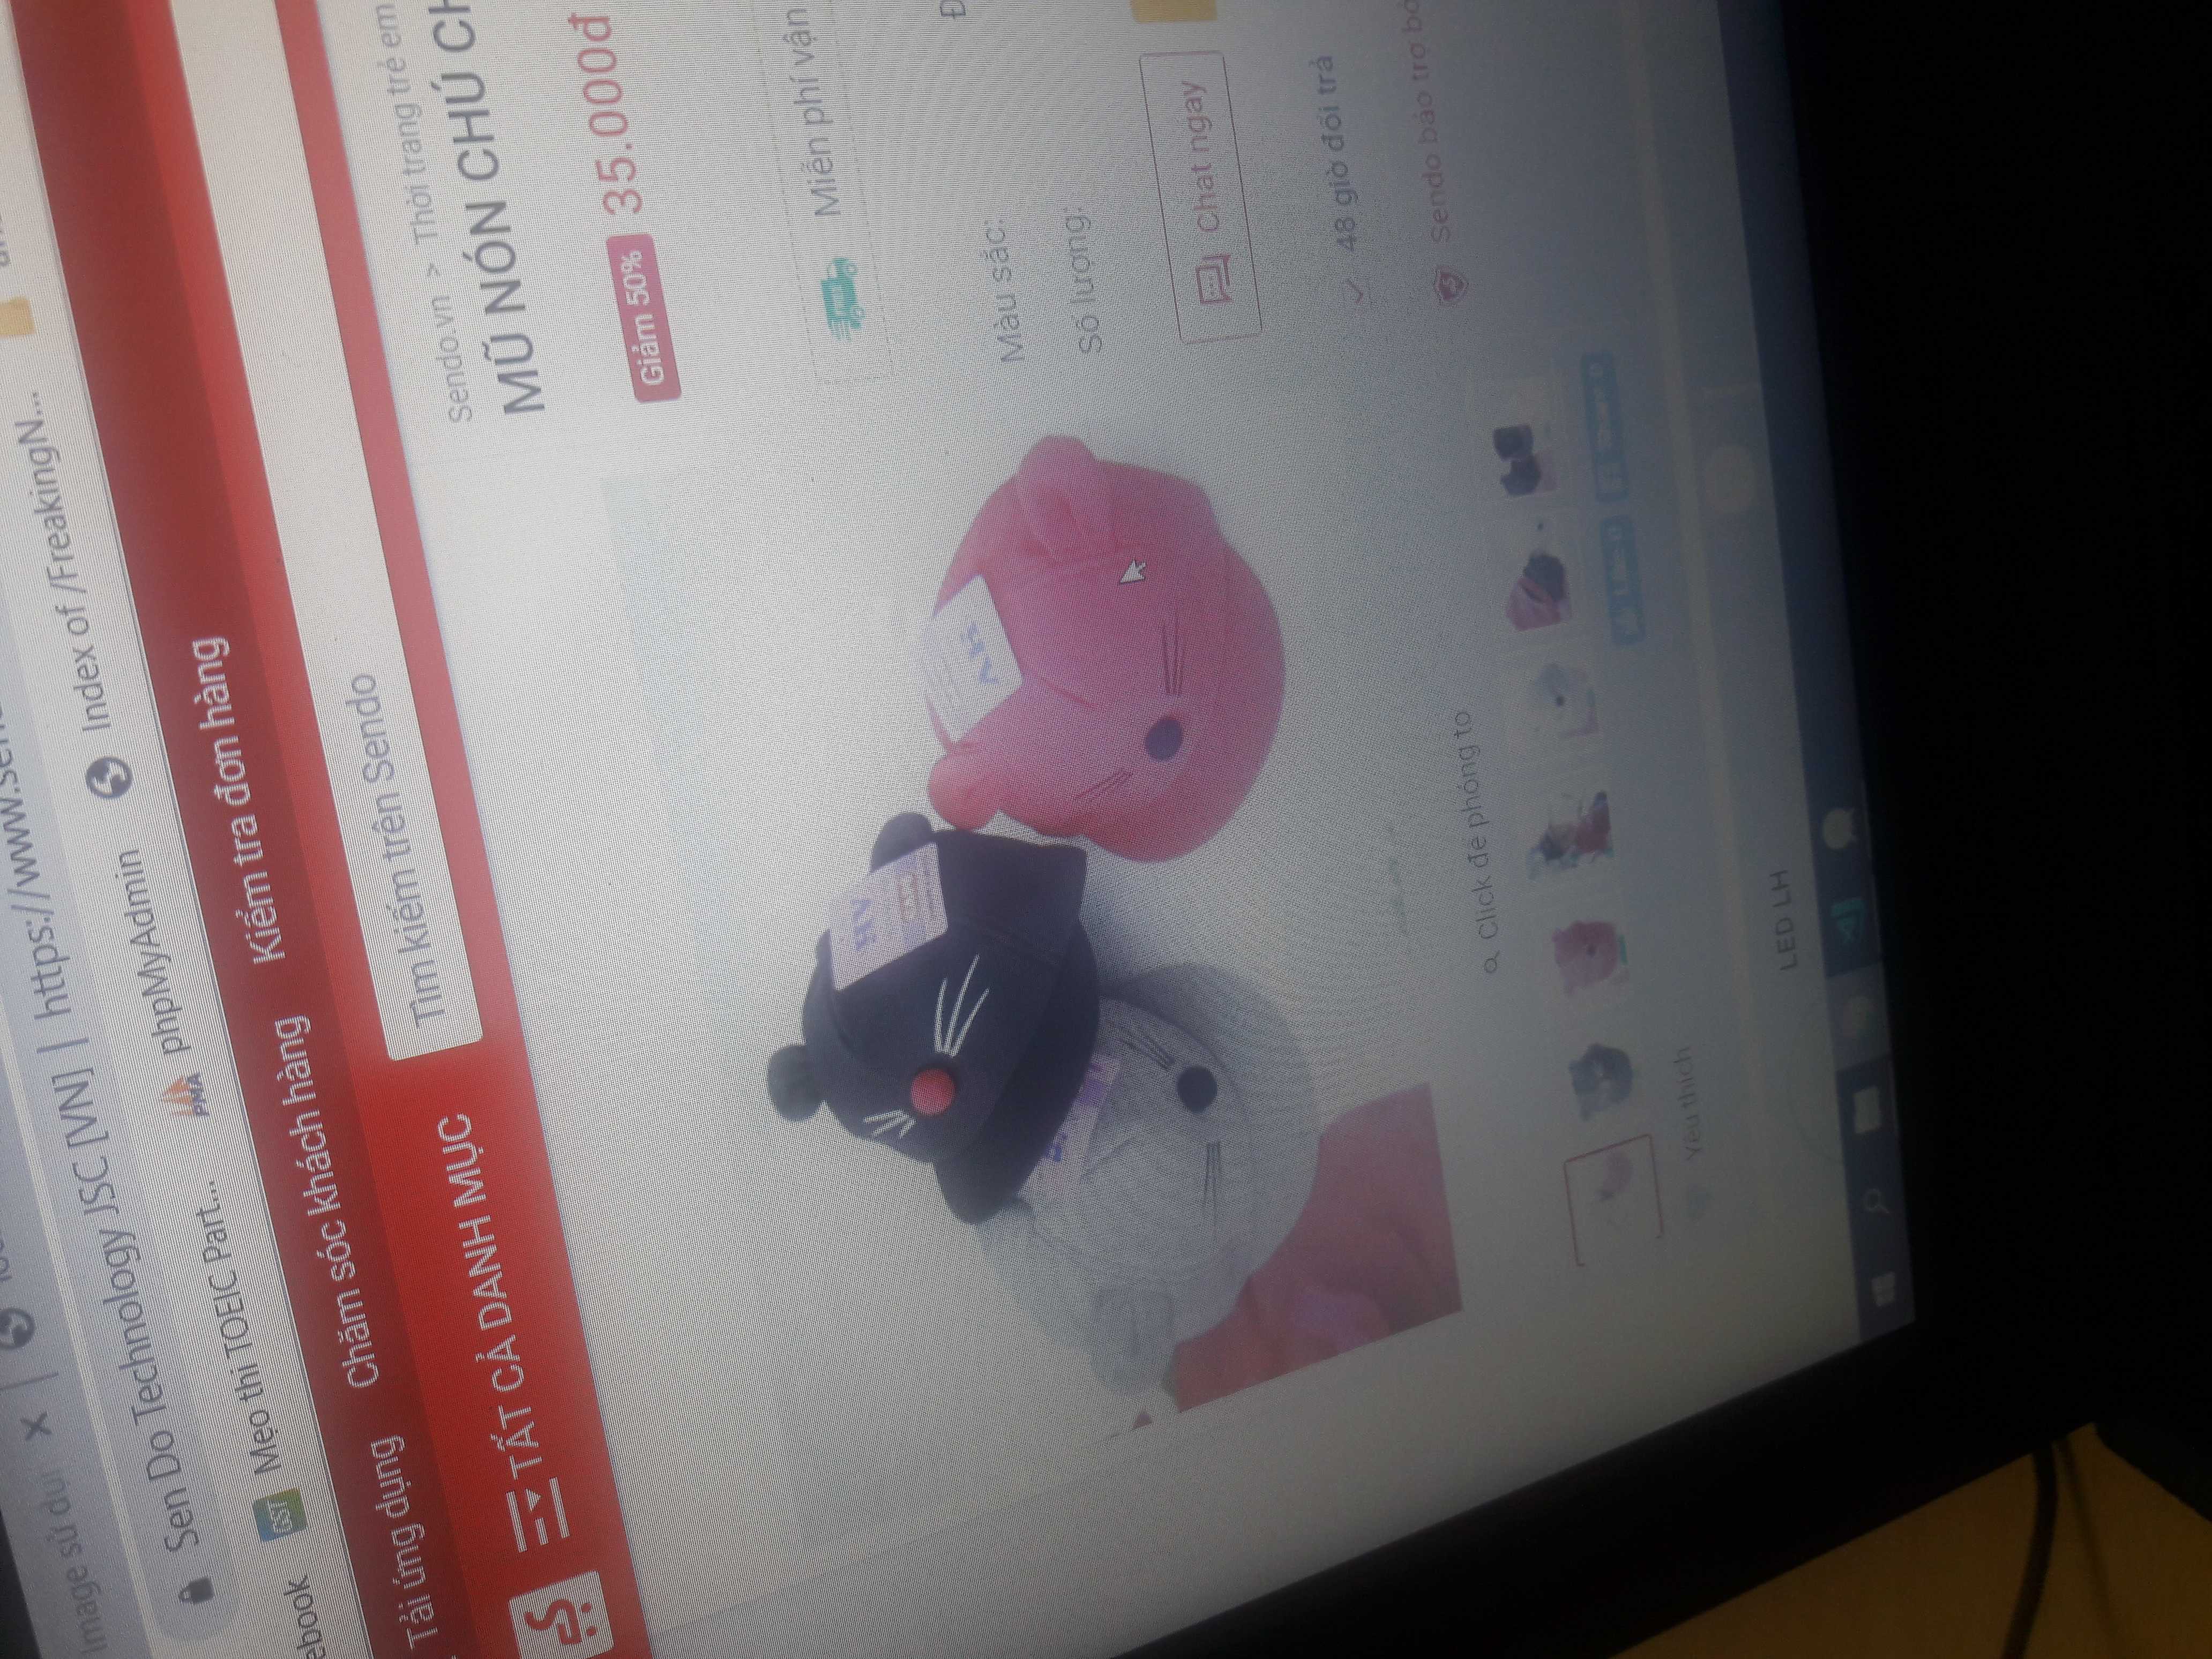 Image sử dụn
Sen Do Technology JSC [VN] | https://www.sen
ebook
Mẹo thi TOEIC Part...
PMA
phpMyAdmin
Index of /FreakingN...
Tải ứng dụng
Chăm sóc khách hàng
Kiểm tra đơn hàng
TẤT CẢ DANH MỤC
Tìm kiếm trên Sendo
Sendo.vn > Thời trang trẻ em
MŨ NÓN CHÚ CH
Giảm 50%
35.000đ
Miễn phí vận
Màu sắc:
Số lượng:
Chat ngay
48 giờ đổi trả
Sendo bảo trợ bở
Click để phóng to
Yêu thích
LED LH